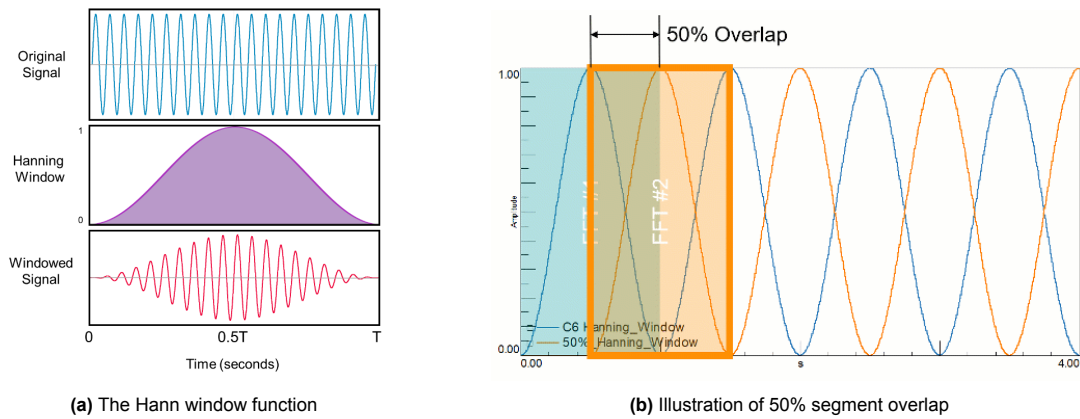 Original
Signal
1
Hanning
Window
0
Windowed
Signal
0 0.5T T
Time (seconds)
(a) The Hann window function
50% Overlap
1.00
Amplitude
FFT #1
FFT #2
C6 Hanning_Window
50%_Hanning_Window
0.00
0.00 s 4.00
(b) Illustration of 50% segment overlap